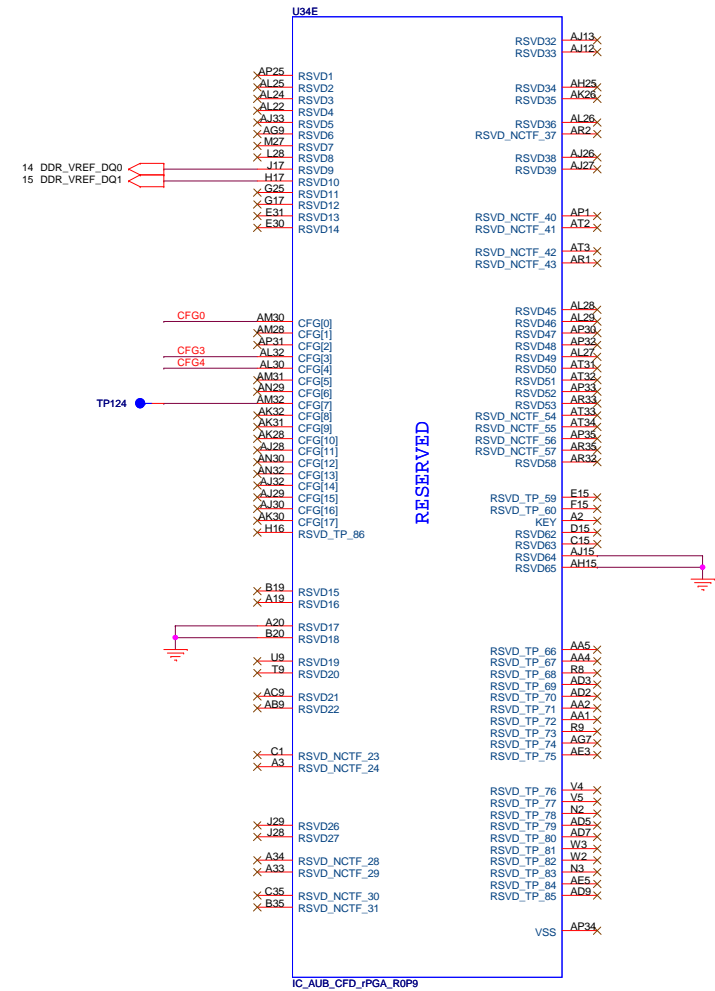 U34E
AP25 RSVD1
AL25 RSVD2
AL24 RSVD3
AL22 RSVD4
AJ33 RSVD5
AG9 RSVD6
M27 RSVD7
L28 RSVD8
14 DDR_VREF_DQ0 J17 RSVD9
15 DDR_VREF_DQ1 H17 RSVD10
G25 RSVD11
G17 RSVD12
E31 RSVD13
E30 RSVD14
CFG0 AM30 CFG[0]
AM28 CFG[1]
AP31 CFG[2]
CFG3 AL32 CFG[3]
CFG4 AL30 CFG[4]
AM31 CFG[5]
AN29 CFG[6]
TP124 AM32 CFG[7]
AK32 CFG[8]
AK31 CFG[9]
AK28 CFG[10]
AJ28 CFG[11]
AN30 CFG[12]
AN32 CFG[13]
AJ32 CFG[14]
AJ29 CFG[15]
AJ30 CFG[16]
AK30 CFG[17]
H16 RSVD_TP_86
B19 RSVD15
A19 RSVD16
A20 RSVD17
B20 RSVD18
U9 RSVD19
T9 RSVD20
AC9 RSVD21
AB9 RSVD22
C1 RSVD_NCTF_23
A3 RSVD_NCTF_24
J29 RSVD26
J28 RSVD27
A34 RSVD_NCTF_28
A33 RSVD_NCTF_29
C35 RSVD_NCTF_30
B35 RSVD_NCTF_31
RESERVED
RSVD32 AJ13
RSVD33 AJ12
RSVD34 AH25
RSVD35 AK26
RSVD36 AL26
RSVD_NCTF_37 AR2
RSVD38 AJ26
RSVD39 AJ27
RSVD_NCTF_40 AP1
RSVD_NCTF_41 AT2
RSVD_NCTF_42 AT3
RSVD_NCTF_43 AR1
RSVD45 AL28
RSVD46 AL29
RSVD47 AP30
RSVD48 AP32
RSVD49 AL27
RSVD50 AT31
RSVD51 AT32
RSVD52 AP33
RSVD53 AR33
RSVD_NCTF_54 AT33
RSVD_NCTF_55 AT34
RSVD_NCTF_56 AP35
RSVD_NCTF_57 AR35
RSVD58 AR32
RSVD_TP_59 E15
RSVD_TP_60 F15
KEY A2
RSVD62 D15
RSVD63 C15
RSVD64 AJ15
RSVD65 AH15
RSVD_TP_66 AA5
RSVD_TP_67 AA4
RSVD_TP_68 R8
RSVD_TP_69 AD3
RSVD_TP_70 AD2
RSVD_TP_71 AA2
RSVD_TP_72 AA1
RSVD_TP_73 R9
RSVD_TP_74 AG7
RSVD_TP_75 AE3
RSVD_TP_76 V4
RSVD_TP_77 V5
RSVD_TP_78 N2
RSVD_TP_79 AD5
RSVD_TP_80 AD7
RSVD_TP_81 W3
RSVD_TP_82 W2
RSVD_TP_83 N3
RSVD_TP_84 AE5
RSVD_TP_85 AD9
VSS AP34
IC_AUB_CFD_rPGA_R0P9